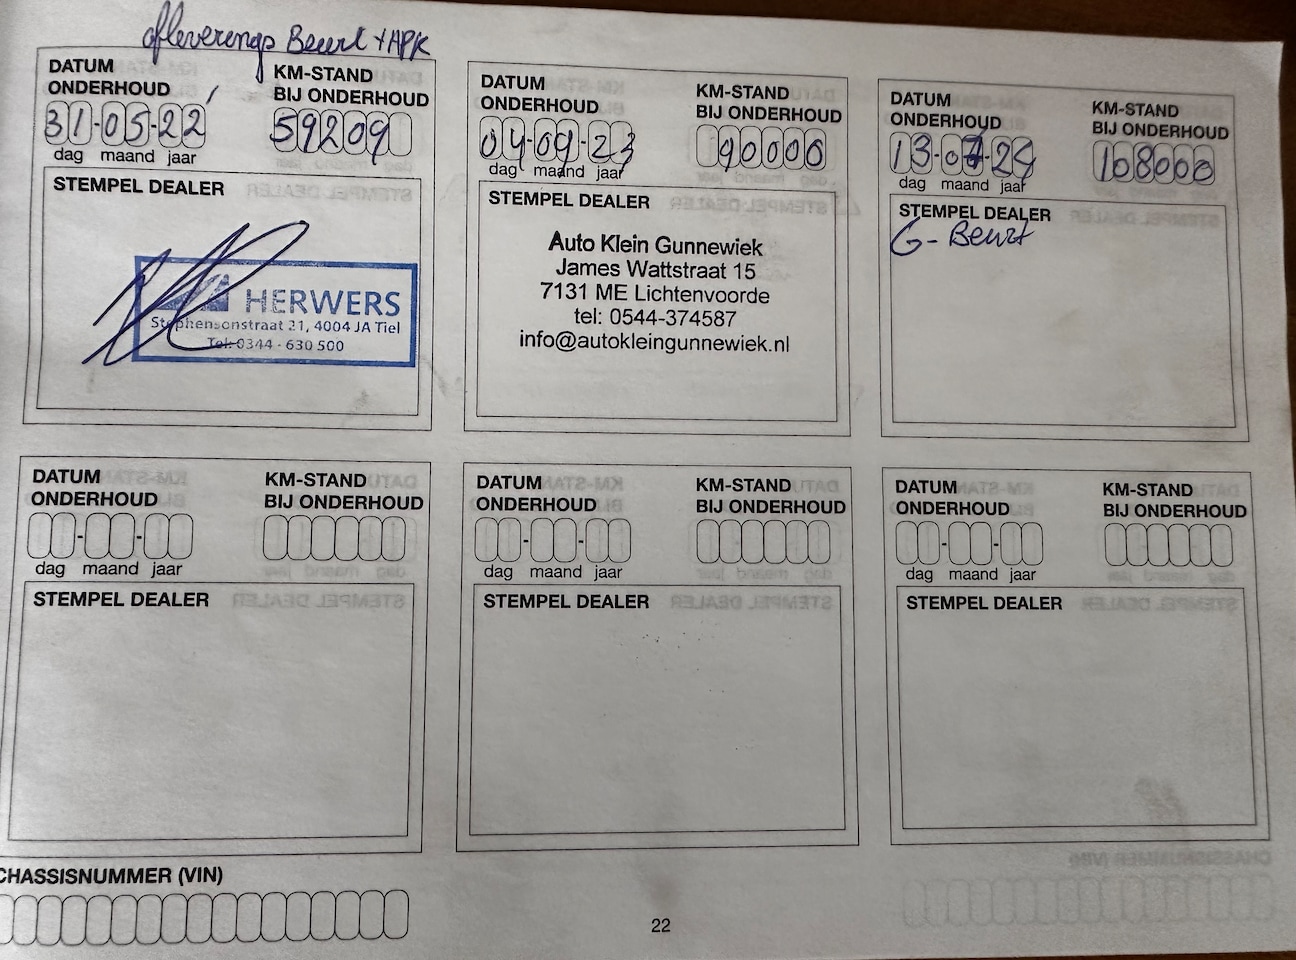 afleverings Beurt + APK
DATUM
ONDERHOUD
KM-STAND
BIJ ONDERHOUD
31-05-22
59209
dag maand jaar
STEMPEL DEALER
HERWERS
Stephensonstraat 21, 4004 JA Tiel
Tel: 0344 - 630 500
DATUM
ONDERHOUD
KM-STAND
BIJ ONDERHOUD
04-09-23
90000
dag maand jaar
STEMPEL DEALER
Auto Klein Gunnewiek
James Wattstraat 15
7131 ME Lichtenvoorde
tel: 0544-374587
info@autokleingunnewiek.nl
DATUM
ONDERHOUD
KM-STAND
BIJ ONDERHOUD
13-07-24
108000
dag maand jaar
STEMPEL DEALER
G-Beurt
DATUM
ONDERHOUD
KM-STAND
BIJ ONDERHOUD
dag maand jaar
STEMPEL DEALER
DATUM
ONDERHOUD
KM-STAND
BIJ ONDERHOUD
dag maand jaar
STEMPEL DEALER
DATUM
ONDERHOUD
KM-STAND
BIJ ONDERHOUD
dag maand jaar
STEMPEL DEALER
CHASSISNUMMER (VIN)
22